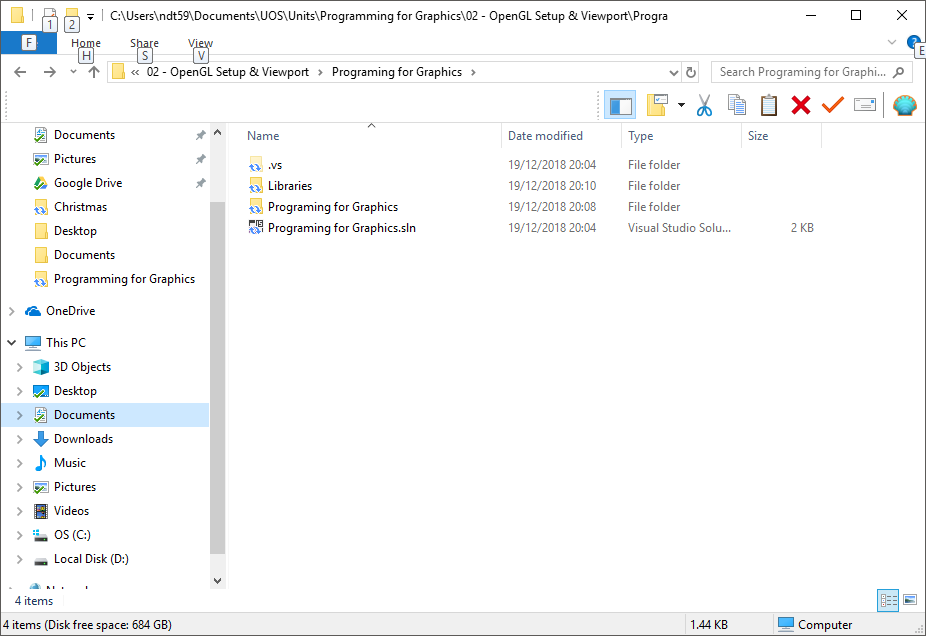 C:\Users\ndt59\Documents\UOS\Units\Programming for Graphics\02 - OpenGL Setup & Viewport\Progra
1 2
F Home Share View ?
H S V E
« 02 - OpenGL Setup & Viewport > Programing for Graphics >
Search Programing for Graphi...
Name Date modified Type Size
Documents
Pictures
Google Drive
Christmas
Desktop
Documents
Programming for Graphics
OneDrive
This PC
3D Objects
Desktop
Documents
Downloads
Music
Pictures
Videos
OS (C:)
Local Disk (D:)
.vs 19/12/2018 20:04 File folder
Libraries 19/12/2018 20:10 File folder
Programing for Graphics 19/12/2018 20:08 File folder
Programing for Graphics.sln 19/12/2018 20:04 Visual Studio Solu... 2 KB
4 items
4 items (Disk free space: 684 GB) 1.44 KB Computer